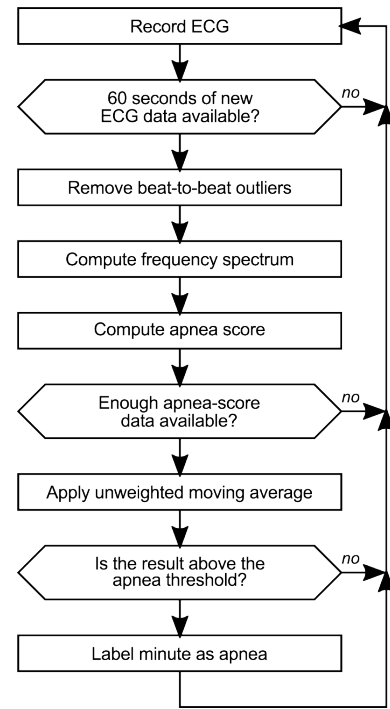 Record ECG
60 seconds of new
ECG data available?
no
Remove beat-to-beat outliers
Compute frequency spectrum
Compute apnea score
Enough apnea-score
data available?
no
Apply unweighted moving average
Is the result above the
apnea threshold?
no
Label minute as apnea